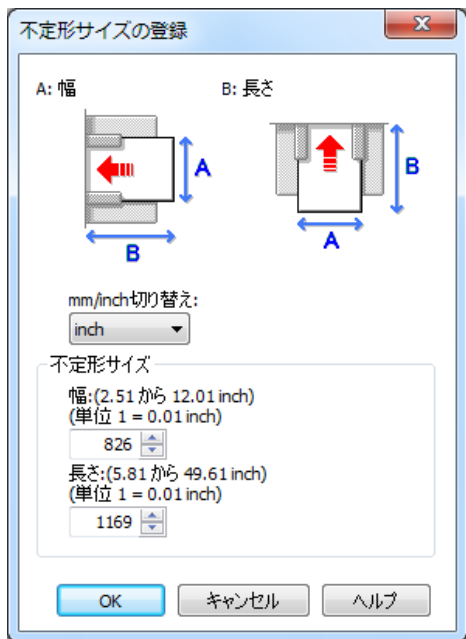 不定形サイズの登録
A: 幅
B: 長さ
A
B
B
A
mm/inch切り替え:
inch
不定形サイズ
幅:(2.51 から 12.01 inch)
(単位 1 = 0.01 inch)
826
長さ:(5.81 から 49.61 inch)
(単位 1 = 0.01 inch)
1169
OK
キャンセル
ヘルプ